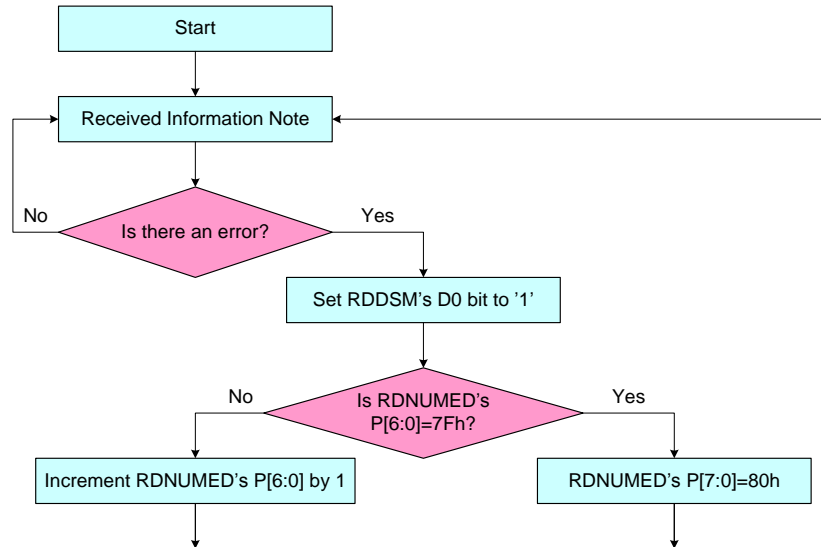 Start
Received Information Note
No
Yes
Is there an error?
Set RDDSM's D0 bit to '1'
No
Yes
Is RDNUMED's
P[6:0]=7Fh?
Increment RDNUMED's P[6:0] by 1
RDNUMED's P[7:0]=80h